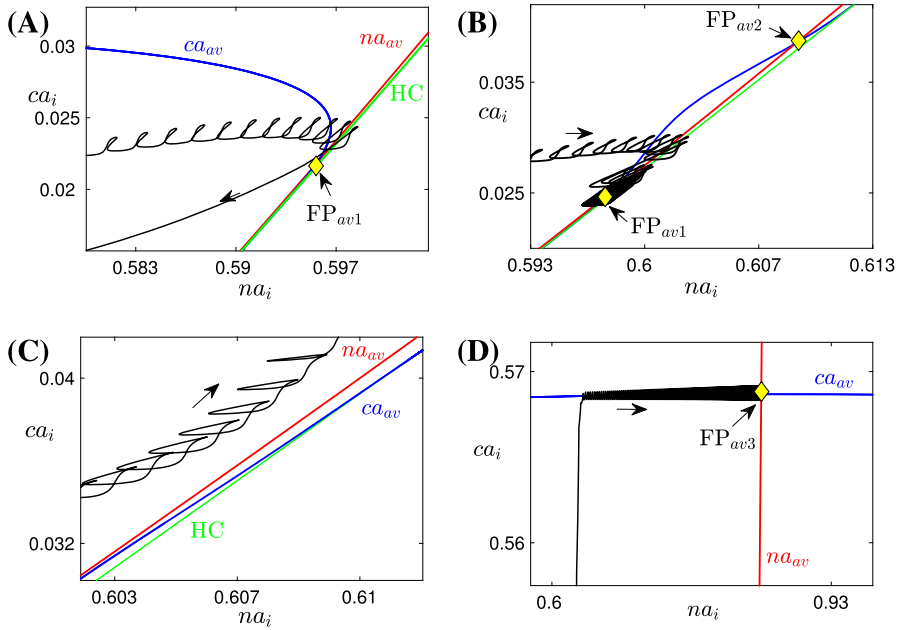 (A)
0.03
ca_i
0.025
0.02
ca_av
na_av
HC
FP_av1
0.583
0.59
0.597
na_i
(B)
0.035
ca_i
0.025
FP_av2
FP_av1
0.593
0.6
0.607
0.613
na_i
(C)
0.04
ca_i
0.032
na_av
ca_av
HC
0.603
0.607
0.61
na_i
(D)
0.57
ca_i
0.56
ca_av
FP_av3
na_av
0.6
0.93
na_i